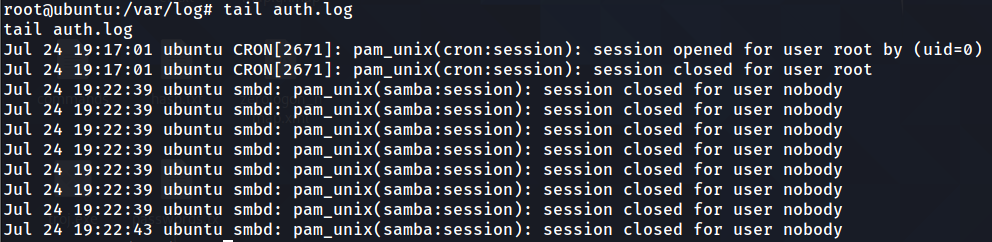 root@ubuntu:/var/log# tail auth.log
tail auth.log
Jul 24 19:17:01 ubuntu CRON[2671]: pam_unix(cron:session): session opened for user root by (uid=0)
Jul 24 19:17:01 ubuntu CRON[2671]: pam_unix(cron:session): session closed for user root
Jul 24 19:22:39 ubuntu smbd: pam_unix(samba:session): session closed for user nobody
Jul 24 19:22:39 ubuntu smbd: pam_unix(samba:session): session closed for user nobody
Jul 24 19:22:39 ubuntu smbd: pam_unix(samba:session): session closed for user nobody
Jul 24 19:22:39 ubuntu smbd: pam_unix(samba:session): session closed for user nobody
Jul 24 19:22:39 ubuntu smbd: pam_unix(samba:session): session closed for user nobody
Jul 24 19:22:39 ubuntu smbd: pam_unix(samba:session): session closed for user nobody
Jul 24 19:22:39 ubuntu smbd: pam_unix(samba:session): session closed for user nobody
Jul 24 19:22:43 ubuntu smbd: pam_unix(samba:session): session closed for user nobody